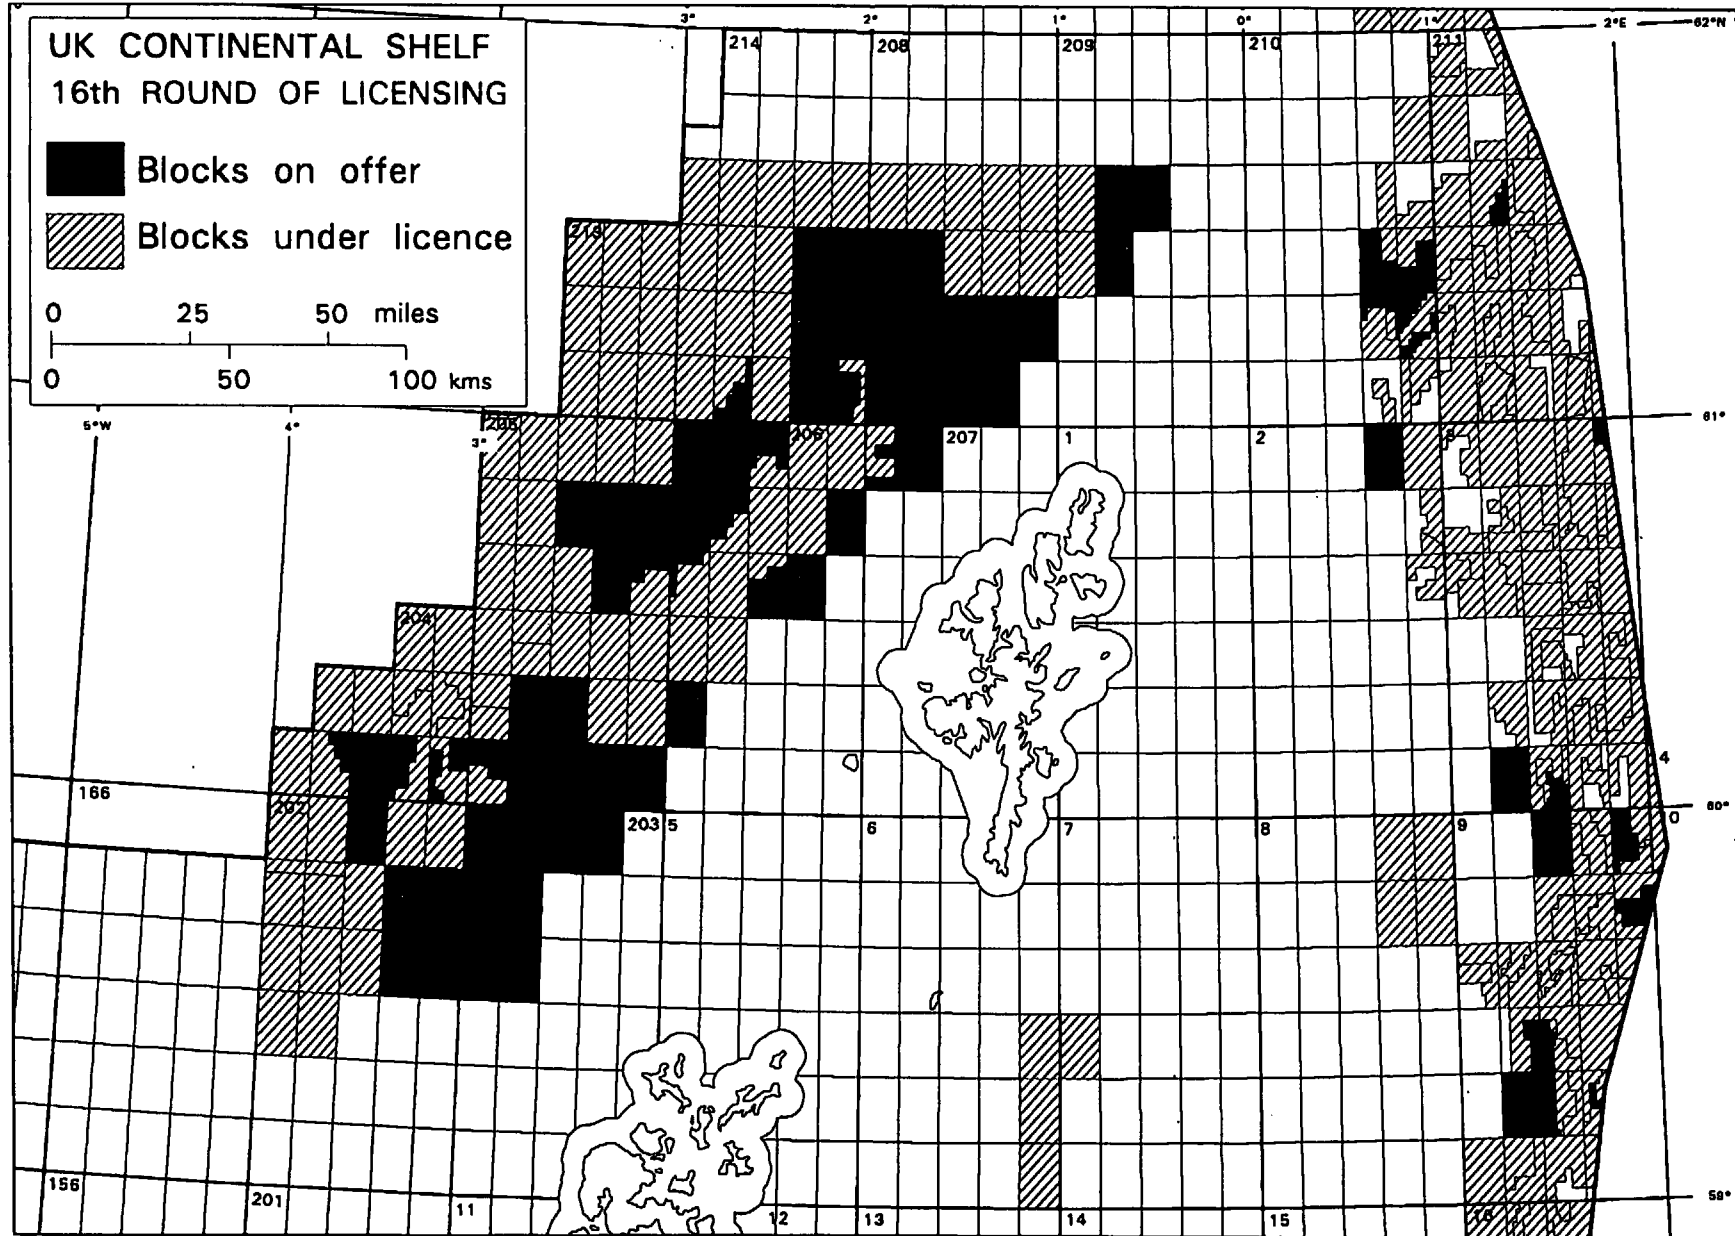 UK CONTINENTAL SHELF
16th ROUND OF LICENSING
Blocks on offer
Blocks under licence
0 25 50 miles
0 50 100 kms
3° 2° 1° 0° 1° 2°E 62°N
214 208 209 210 211
213
5°W 4° 3° 61°
205 206 207 1 2 3
204
166 4
60°
202 203 5 6 7 8 9 0
156 201 11 12 13 14 15 16
59°